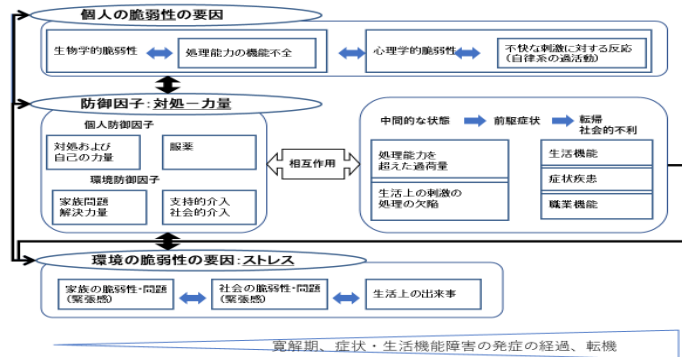 個人の脆弱性の要因
生物学的脆弱性
処理能力の機能不全
心理学的脆弱性
不快な刺激に対する反応
(自律系の過活動)
防御因子:対処ー力量
個人防御因子
対処および
自己の力量
服薬
環境防御因子
家族問題
解決力量
支持的介入
社会的介入
相互作用
中間的な状態
前駆症状
転帰
社会的不利
処理能力を
超えた過荷量
生活上の刺激の
処理の欠陥
生活機能
症状疾患
職業機能
環境の脆弱性の要因:ストレス
家族の脆弱性・問題
(緊張感)
社会の脆弱性・問題
(緊張感)
生活上の出来事
寛解期、症状・生活機能障害の発症の経過、転機